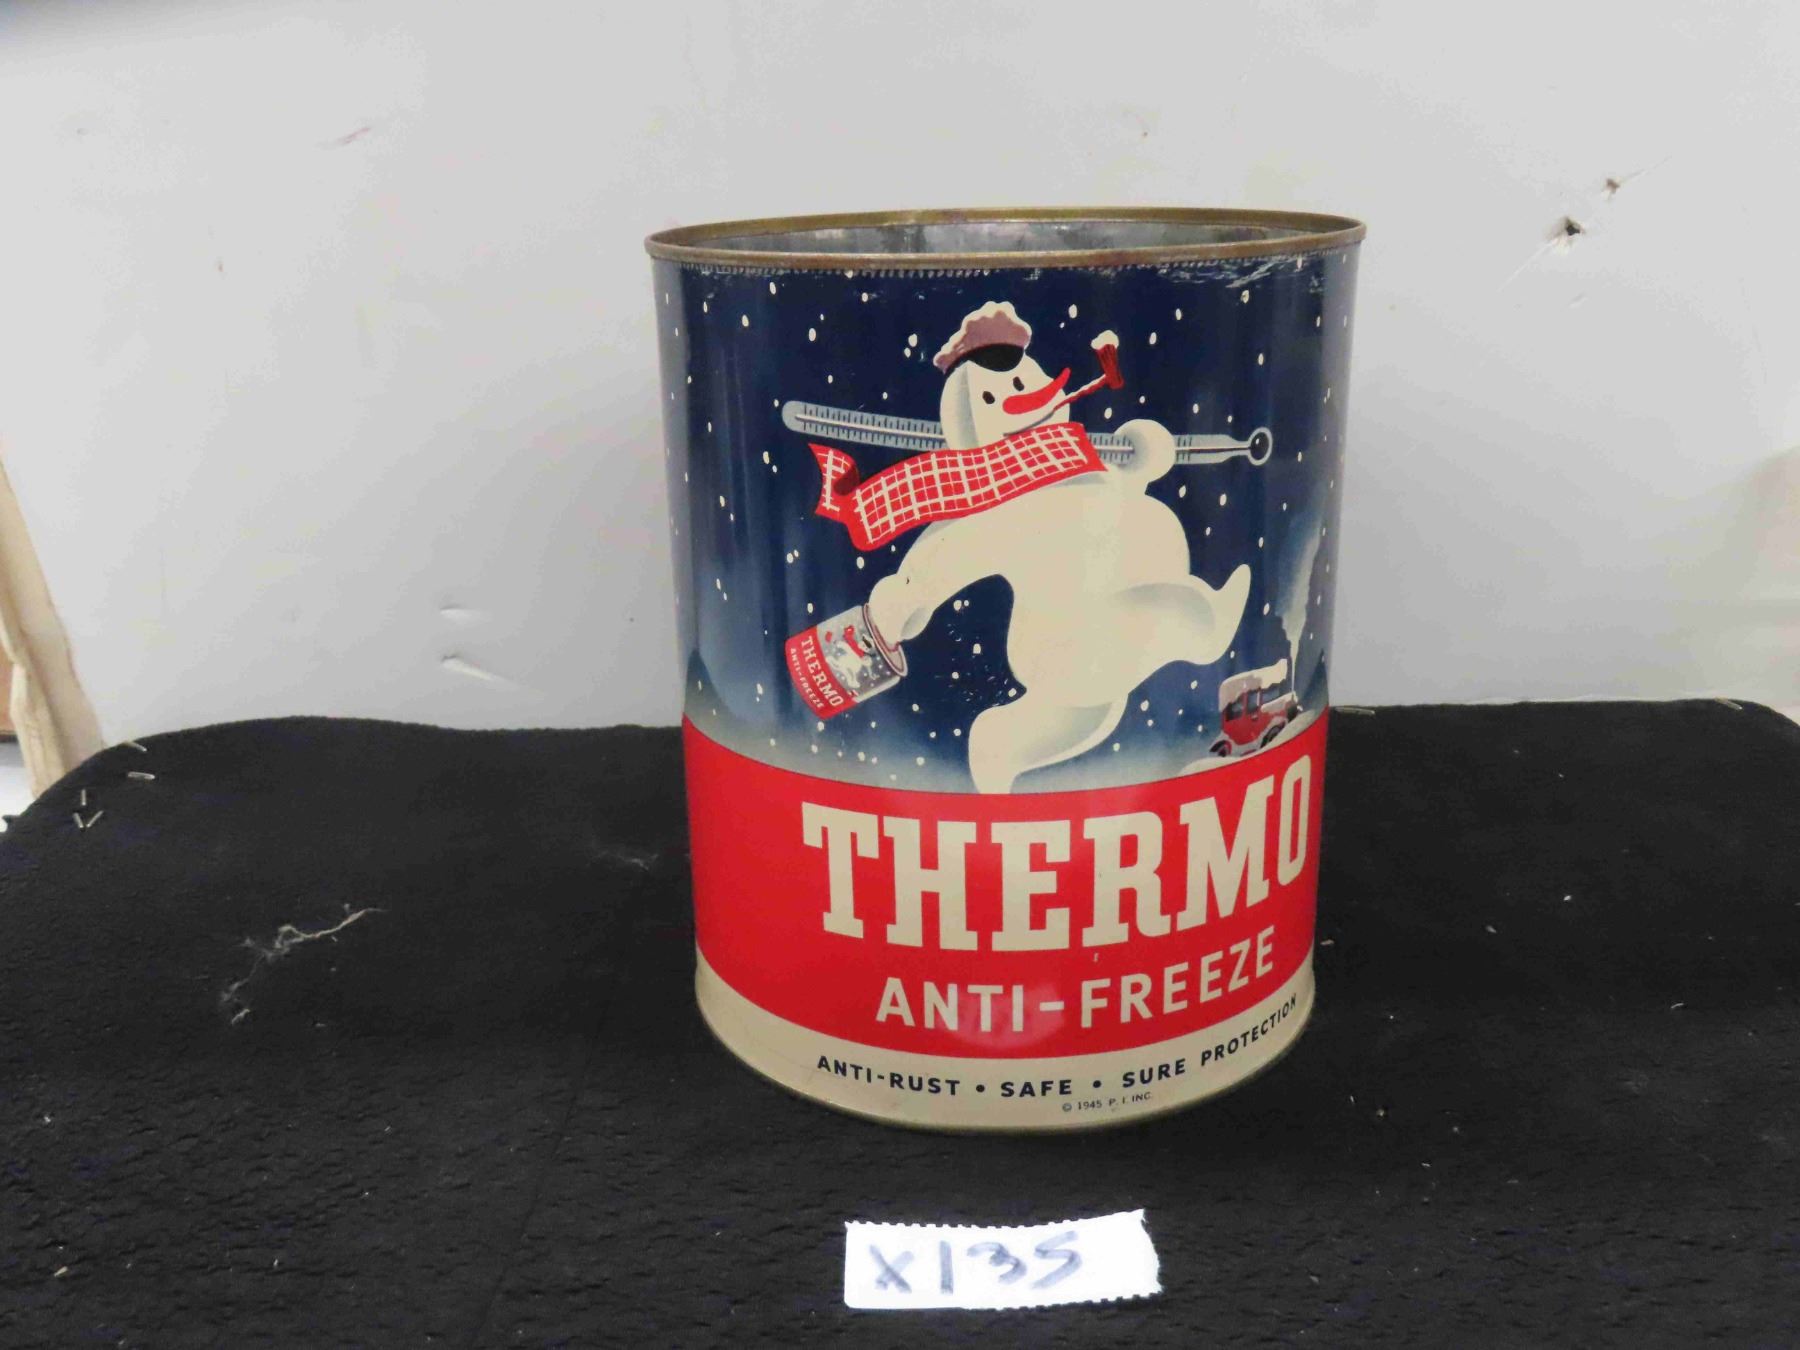 THERMO
ANTI-FREEZE
THERMO
ANTI-FREEZE
ANTI-RUST • SAFE • SURE PROTECTION
© 1945 P. I. INC.
X135